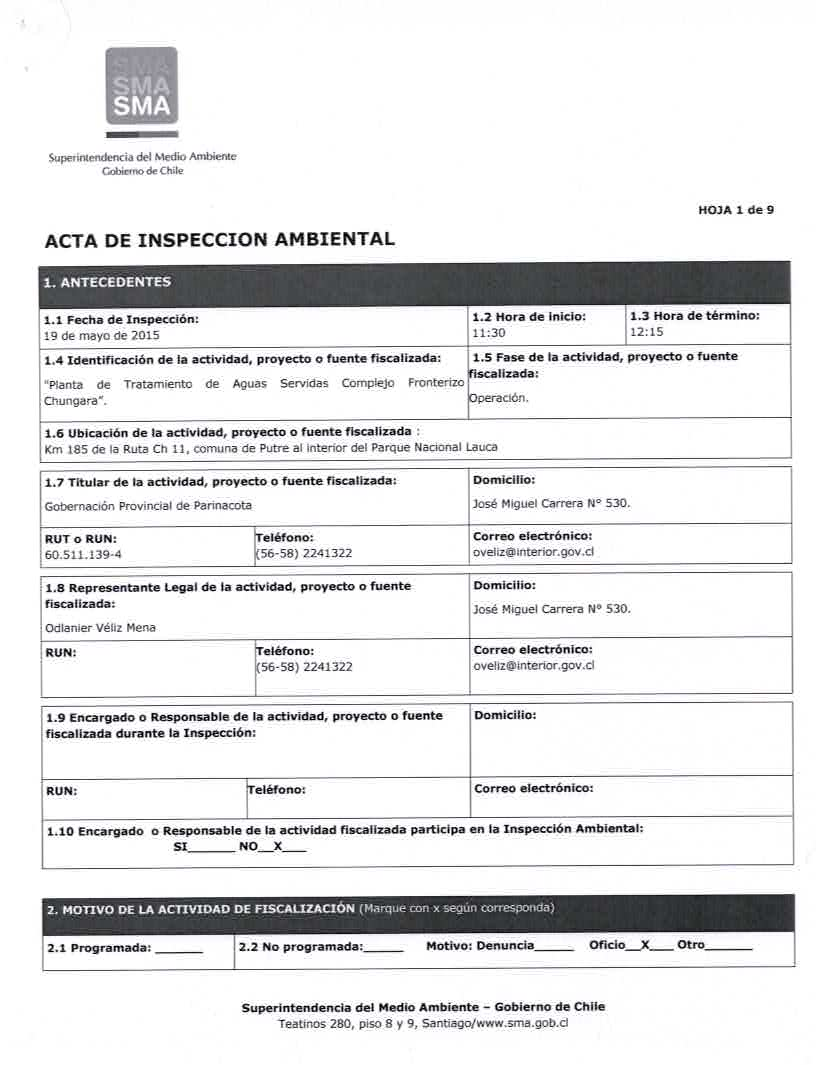 SMA
SMA
SMA
Superintendencia del Medio Ambiente
Gobierno de Chile
HOJA 1 de 9
ACTA DE INSPECCION AMBIENTAL
1. ANTECEDENTES
1.1 Fecha de Inspección:
19 de mayo de 2015
1.2 Hora de inicio:
11:30
1.3 Hora de término:
12:15
1.4 Identificación de la actividad, proyecto o fuente fiscalizada:
"Planta de Tratamiento de Aguas Servidas Complejo Fronterizo
Chungara".
1.5 Fase de la actividad, proyecto o fuente
fiscalizada:
Operación.
1.6 Ubicación de la actividad, proyecto o fuente fiscalizada :
Km 185 de la Ruta Ch 11, comuna de Putre al interior del Parque Nacional Lauca
1.7 Titular de la actividad, proyecto o fuente fiscalizada:
Gobernación Provincial de Parinacota
Domicilio:
José Miguel Carrera N° 530.
RUT o RUN:
60.511.139-4
Teléfono:
(56-58) 2241322
Correo electrónico:
oveliz@interior.gov.cl
1.8 Representante Legal de la actividad, proyecto o fuente
fiscalizada:
Odlanier Véliz Mena
Domicilio:
José Miguel Carrera N° 530.
RUN:
Teléfono:
(56-58) 2241322
Correo electrónico:
oveliz@interior.gov.cl
1.9 Encargado o Responsable de la actividad, proyecto o fuente
fiscalizada durante la Inspección:
Domicilio:
RUN:
Teléfono:
Correo electrónico:
1.10 Encargado o Responsable de la actividad fiscalizada participa en la Inspección Ambiental:
SI______ NO__X___
2. MOTIVO DE LA ACTIVIDAD DE FISCALIZACIÓN (Marque con x según corresponda)
2.1 Programada: _______
2.2 No programada:______ Motivo: Denuncia______ Oficio__X___ Otro_______
Superintendencia del Medio Ambiente – Gobierno de Chile
Teatinos 280, piso 8 y 9, Santiago/www.sma.gob.cl